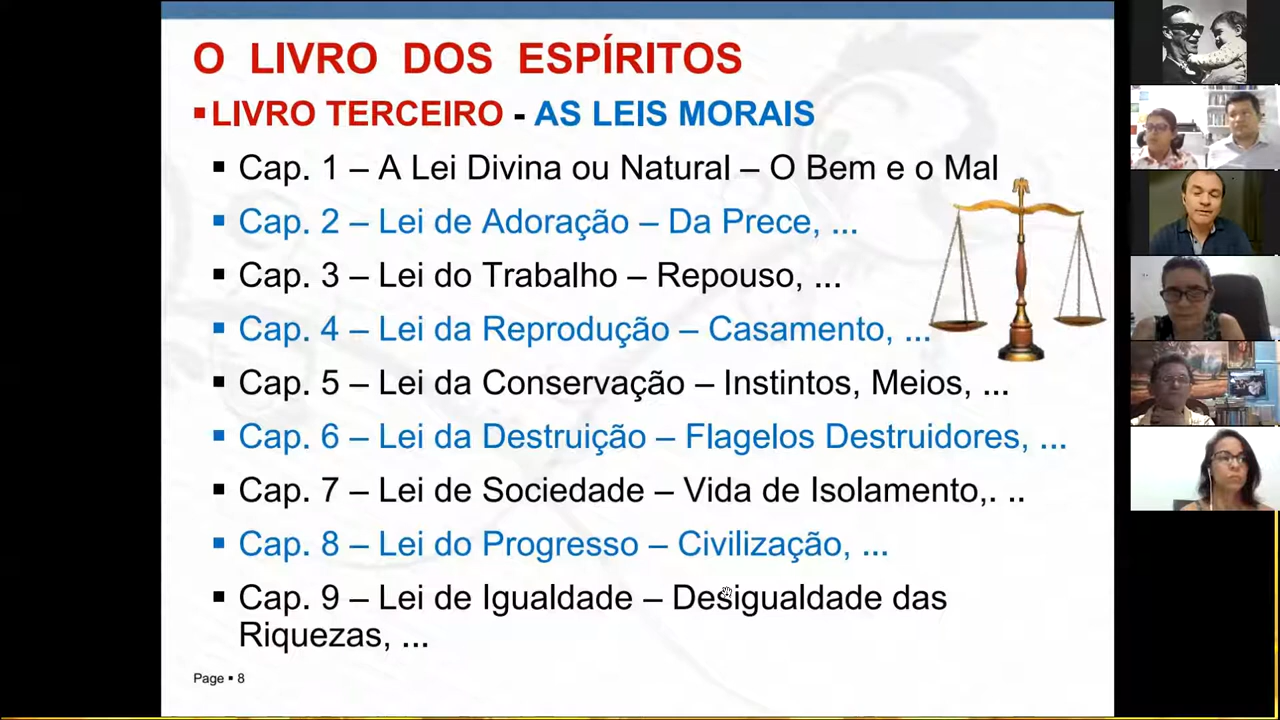 O LIVRO DOS ESPÍRITOS
▪LIVRO TERCEIRO - AS LEIS MORAIS
▪ Cap. 1 – A Lei Divina ou Natural – O Bem e o Mal
▪ Cap. 2 – Lei de Adoração – Da Prece, ...
▪ Cap. 3 – Lei do Trabalho – Repouso, ...
▪ Cap. 4 – Lei da Reprodução – Casamento, ...
▪ Cap. 5 – Lei da Conservação – Instintos, Meios, ...
▪ Cap. 6 – Lei da Destruição – Flagelos Destruidores, ...
▪ Cap. 7 – Lei de Sociedade – Vida de Isolamento,. ..
▪ Cap. 8 – Lei do Progresso – Civilização, ...
▪ Cap. 9 – Lei de Igualdade – Desigualdade das
Riquezas, ...
Page ▪ 8